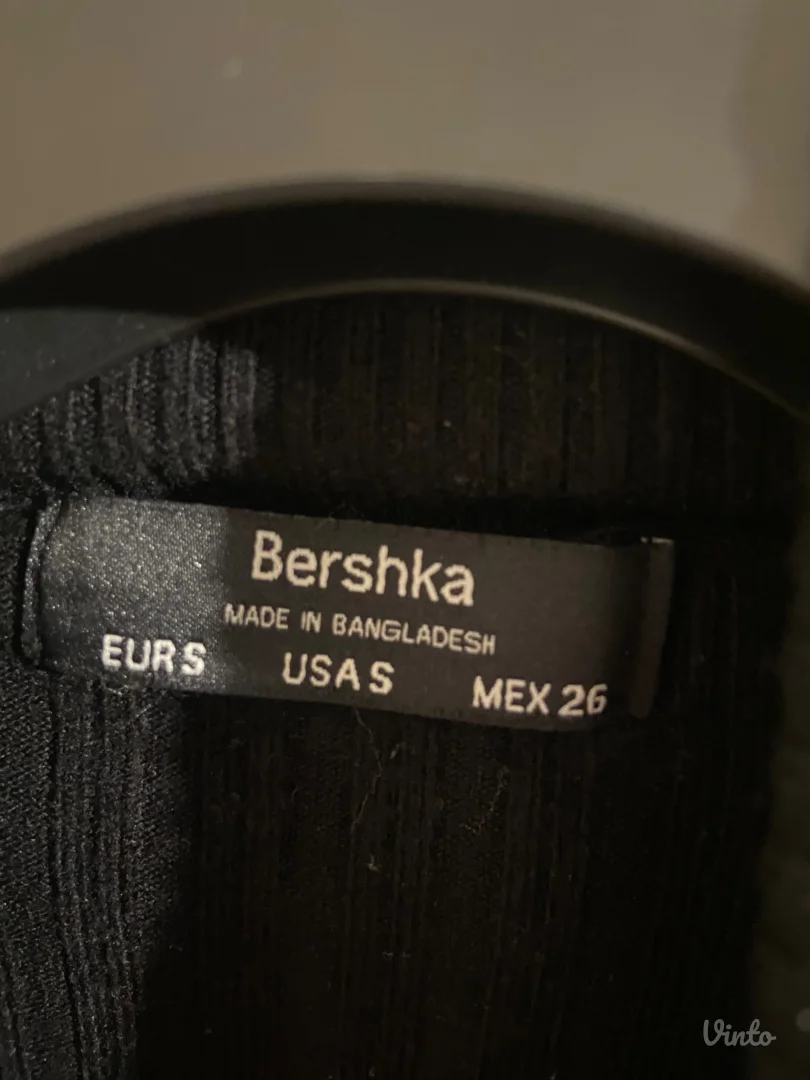 Bershka
MADE IN BANGLADESH
EUR S USA S MEX 26
Vinto